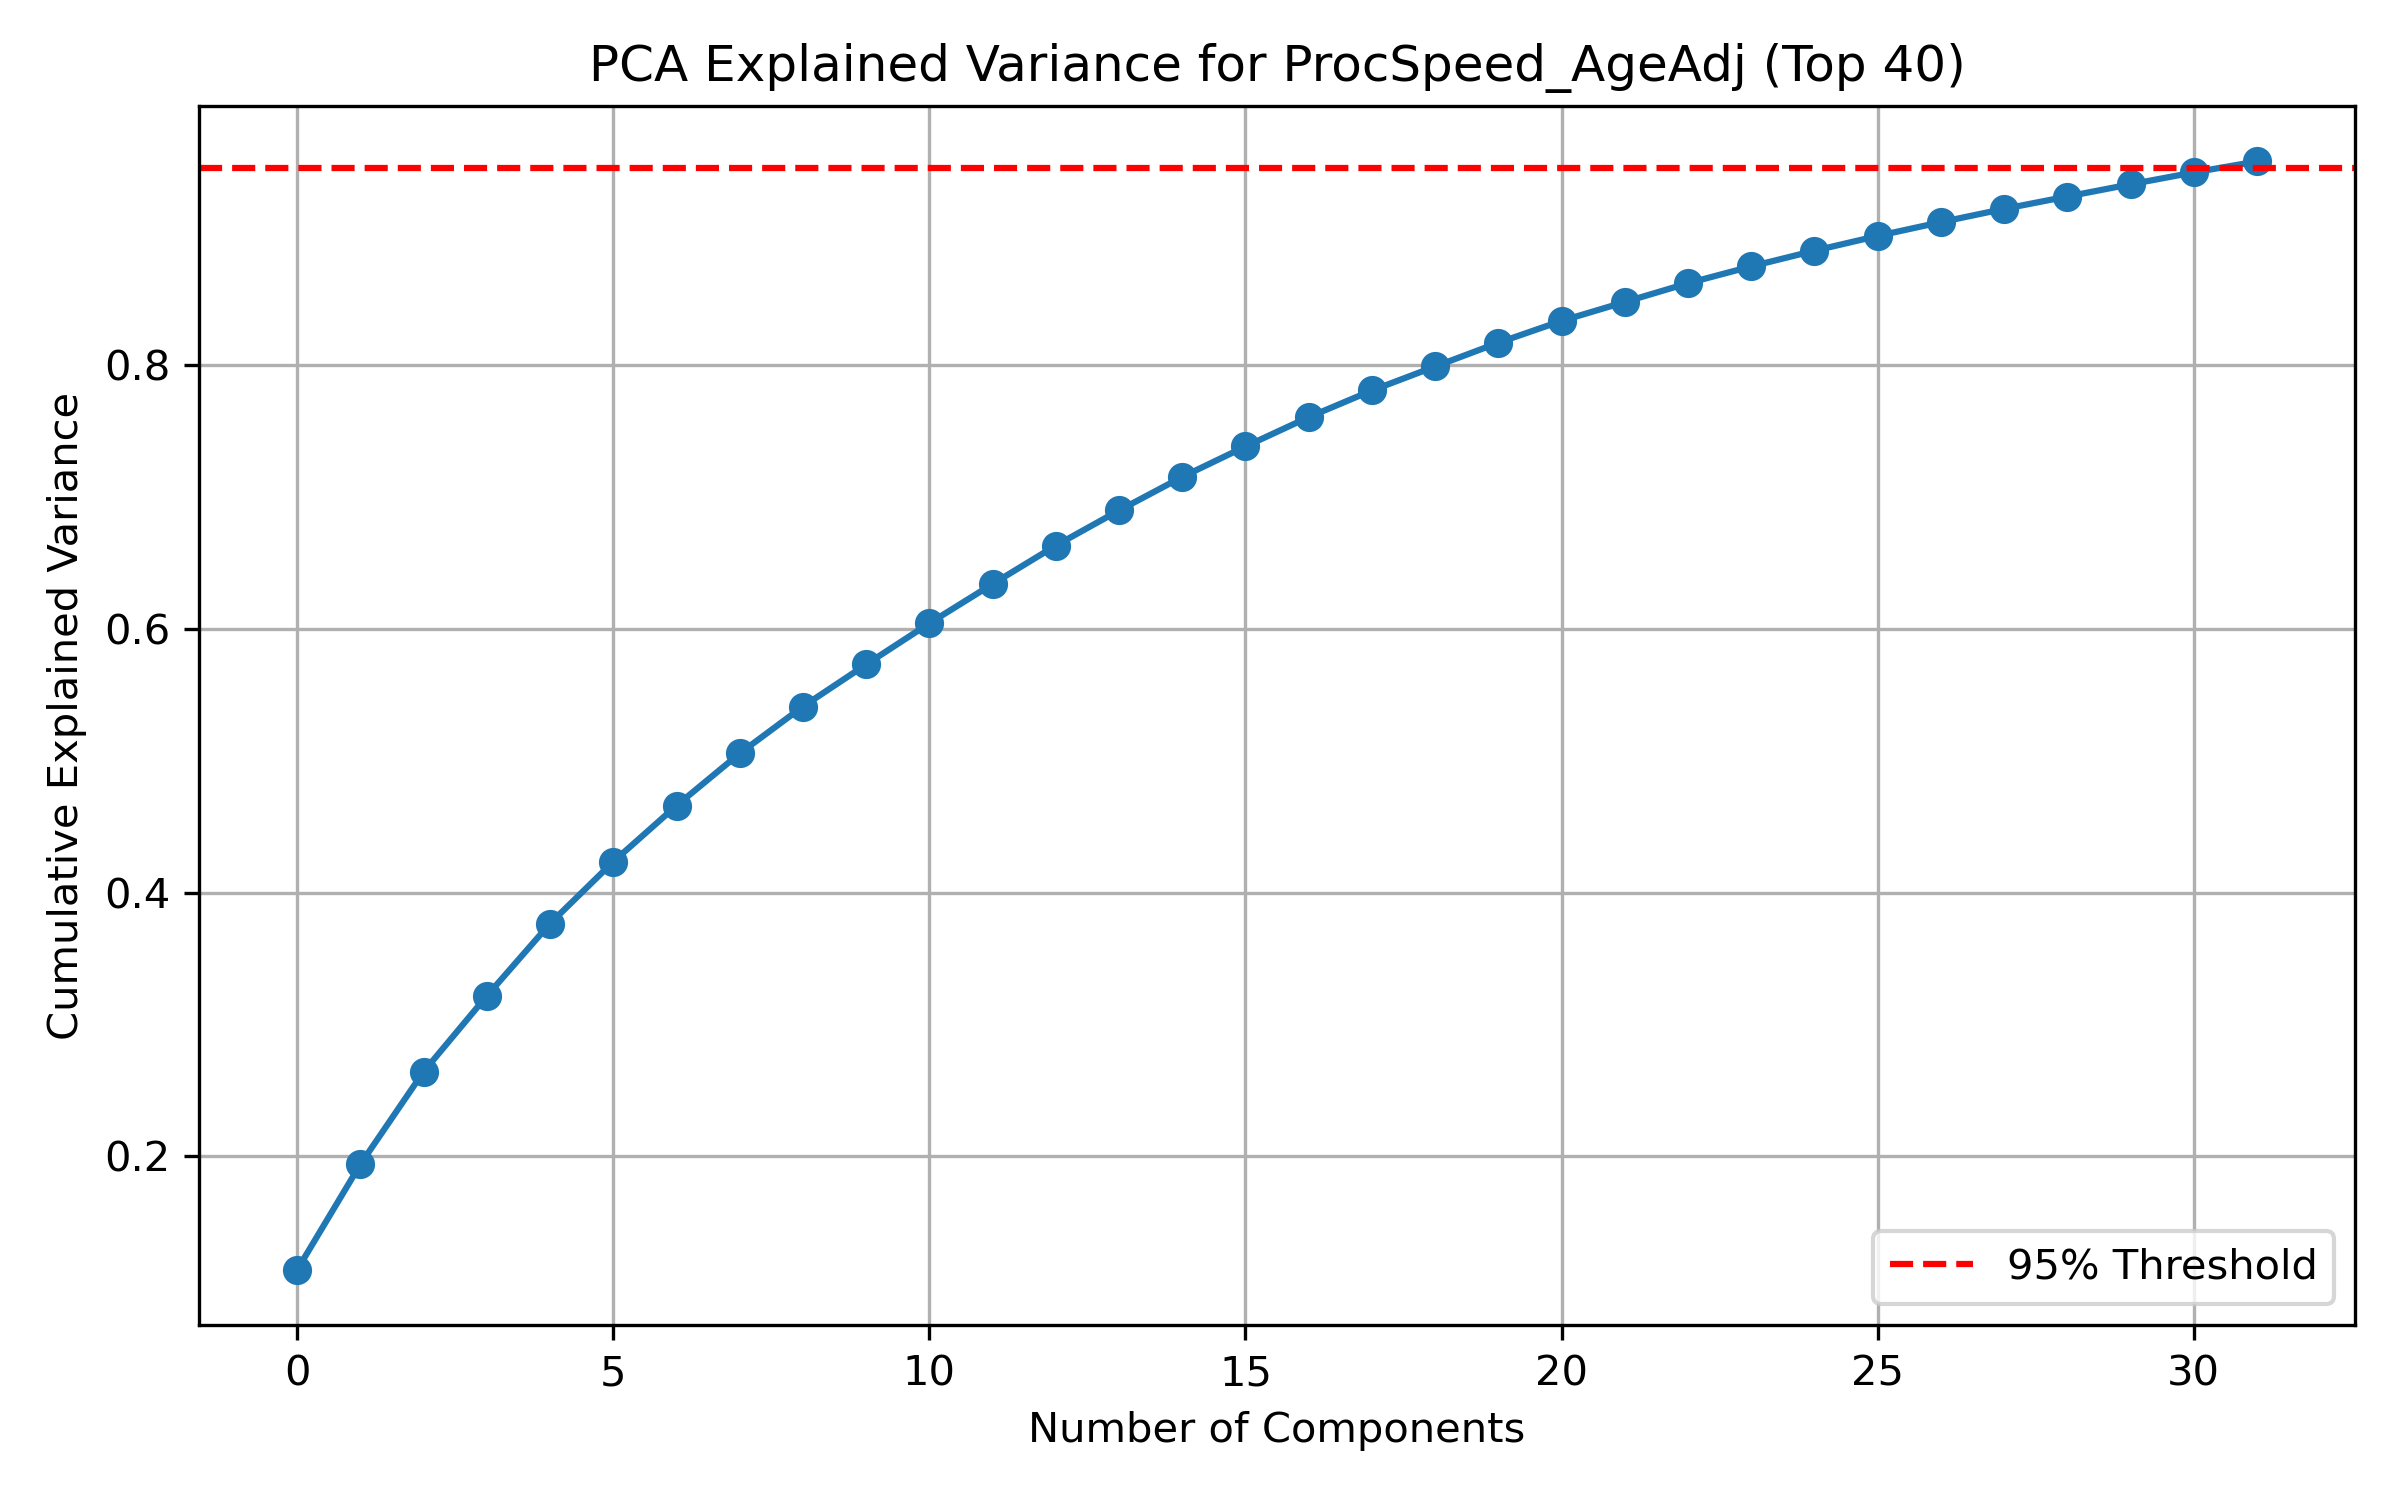 PCA Explained Variance for ProcSpeed_AgeAdj (Top 40)
Cumulative Explained Variance
0.8
0.6
0.4
0.2
95% Threshold
0 5 10 15 20 25 30
Number of Components